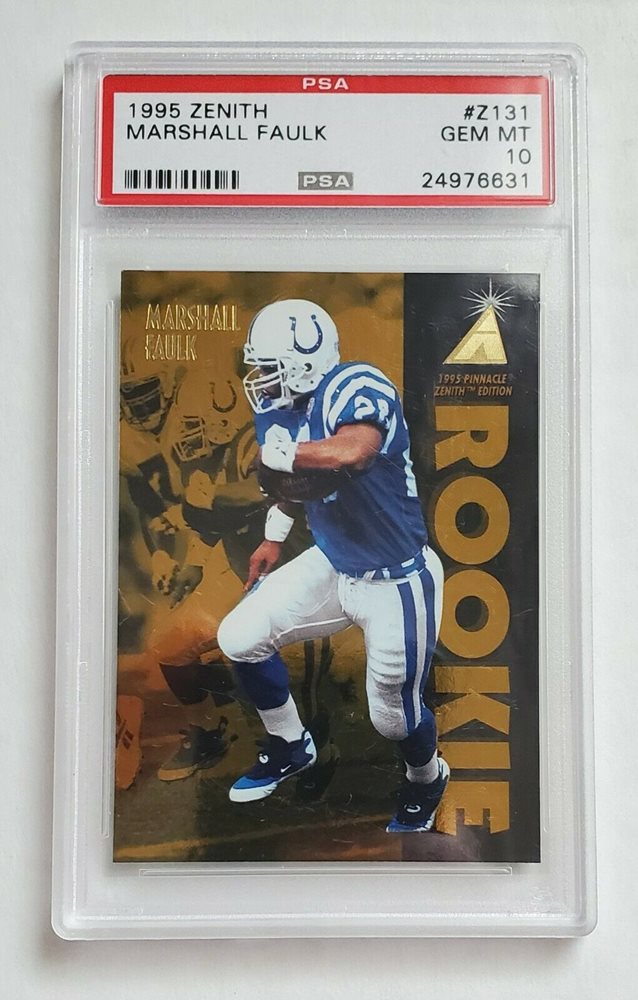 PSA
1995 ZENITH #Z131
MARSHALL FAULK GEM MT
10
PSA 24976631
MARSHALL
FAULK
1995 PINNACLE
ZENITH™ EDITION
ROOKIE